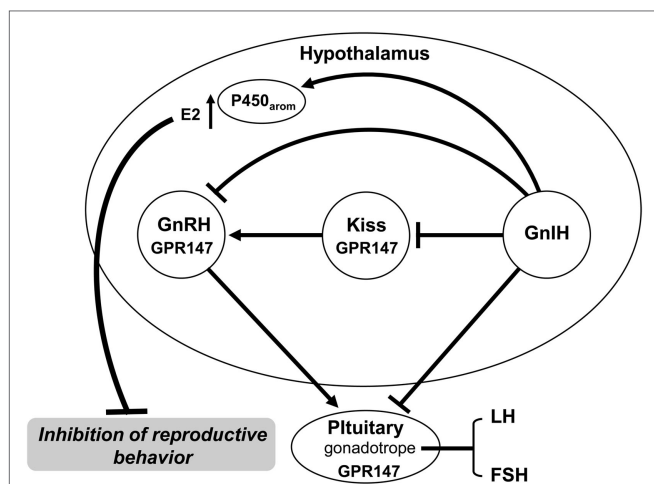 Hypothalamus
P450arom
E2
GnRH
GPR147
Kiss
GPR147
GnIH
Inhibition of reproductive
behavior
PItuitary
gonadotrope
GPR147
LH
FSH